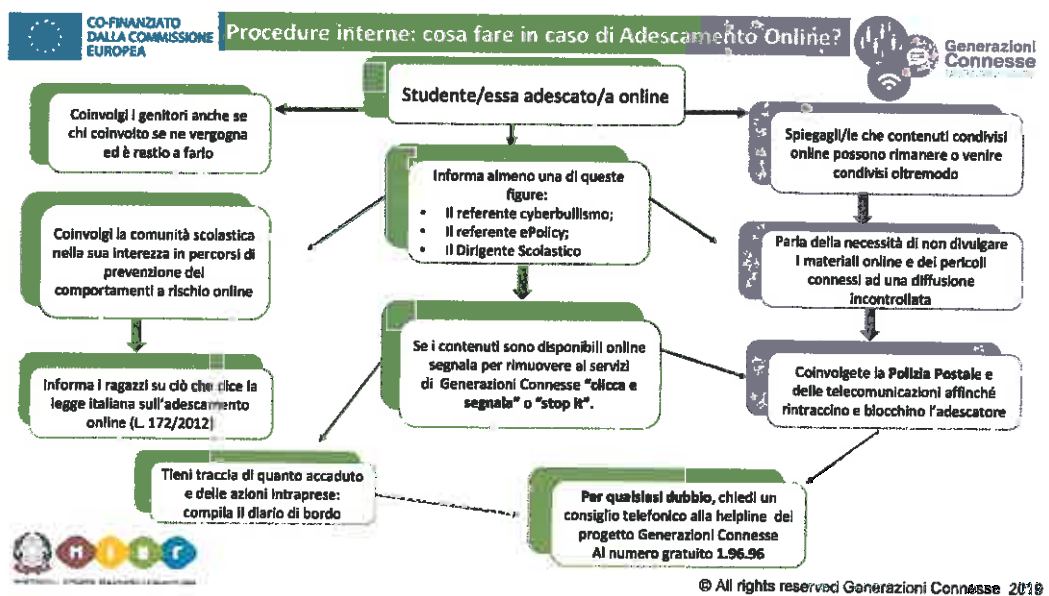 CO-FINANZIATO
DALLA COMMISSIONE
EUROPEA
Procedure interne: cosa fare in caso di Adescamento Online?
Generazioni
Connesse
Studente/essa adescato/a online
Coinvolgi i genitori anche se
chi coinvolto se ne vergogna
ed è restio a farlo
Spiegagli/le che contenuti condivisi
online possono rimanere o venire
condivisi oltremodo
Informa almeno una di queste
figure:
• Il referente cyberbullismo;
• Il referente ePolicy;
• Il Dirigente Scolastico
Coinvolgi la comunità scolastica
nella sua interezza in percorsi di
prevenzione dei
comportamenti a rischio online
Parla della necessità di non divulgare
i materiali online e dei pericoli
connessi ad una diffusione
incontrollata
Se i contenuti sono disponibili online
segnala per rimuovere ai servizi
di Generazioni Connesse "clicca e
segnala" o "stop it".
Informa i ragazzi su ciò che dice la
legge italiana sull'adescamento
online (L. 172/2012)
Coinvolgete la Polizia Postale e
delle telecomunicazioni affinché
rintraccino e blocchino l'adescatore
Tieni traccia di quanto accaduto
e delle azioni intraprese:
compila il diario di bordo
Per qualsiasi dubbio, chiedi un
consiglio telefonico alla helpline del
progetto Generazioni Connesse
Al numero gratuito 1.96.96
M i u r
© All rights reserved Generazioni Connesse 2018